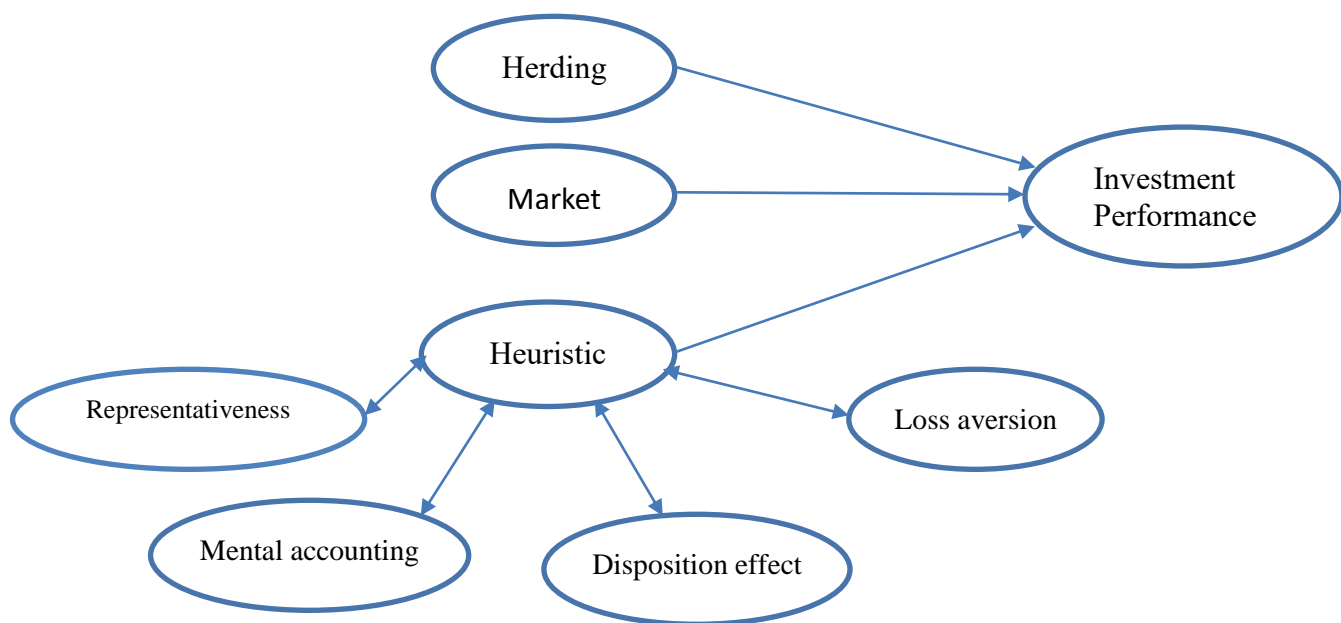 Herding
Market
Investment
Performance
Heuristic
Representativeness
Loss aversion
Mental accounting
Disposition effect